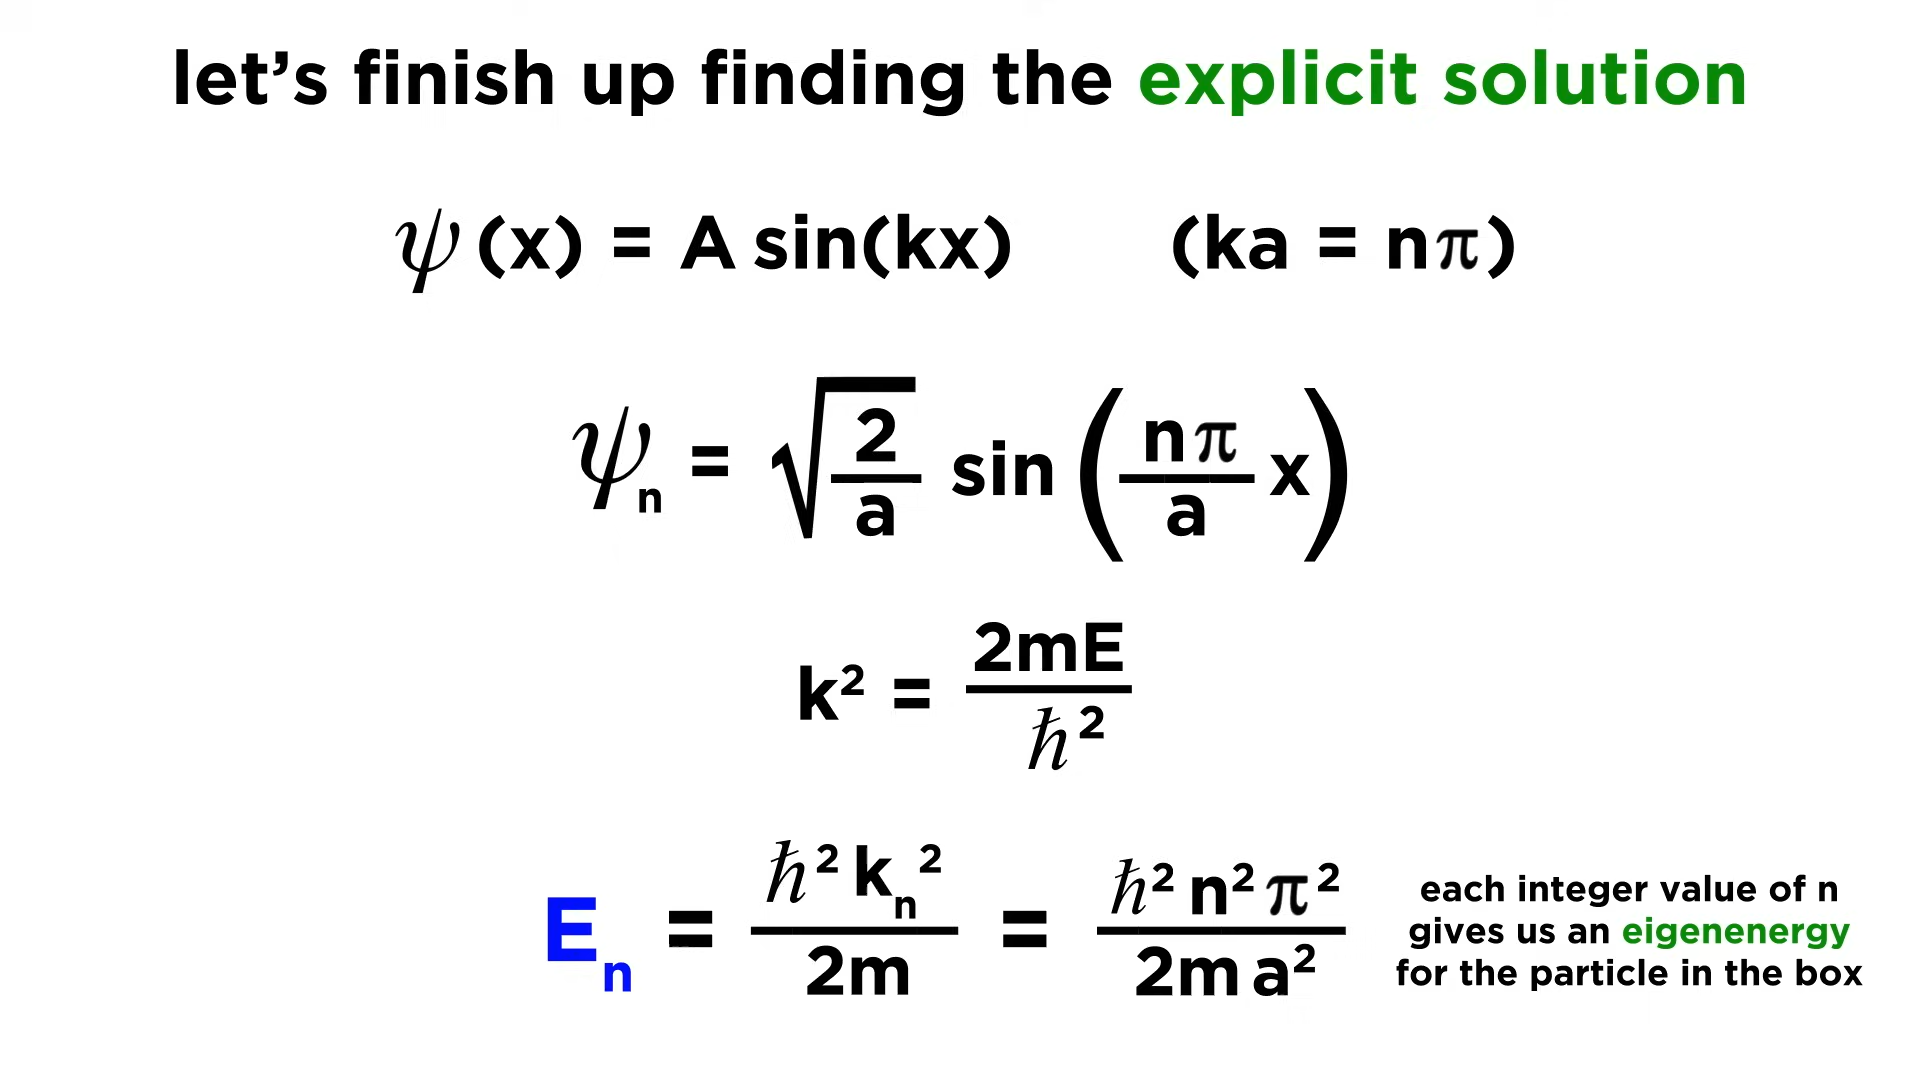 let's finish up finding the explicit solution
ψ(x) = A sin(kx) (ka = nπ)
ψₙ = √(2/a) sin (nπ/a x)
k² = 2mE/ℏ²
Eₙ = ℏ²kₙ²/2m = ℏ²n²π²/2ma²
each integer value of n
gives us an eigenenergy
for the particle in the box